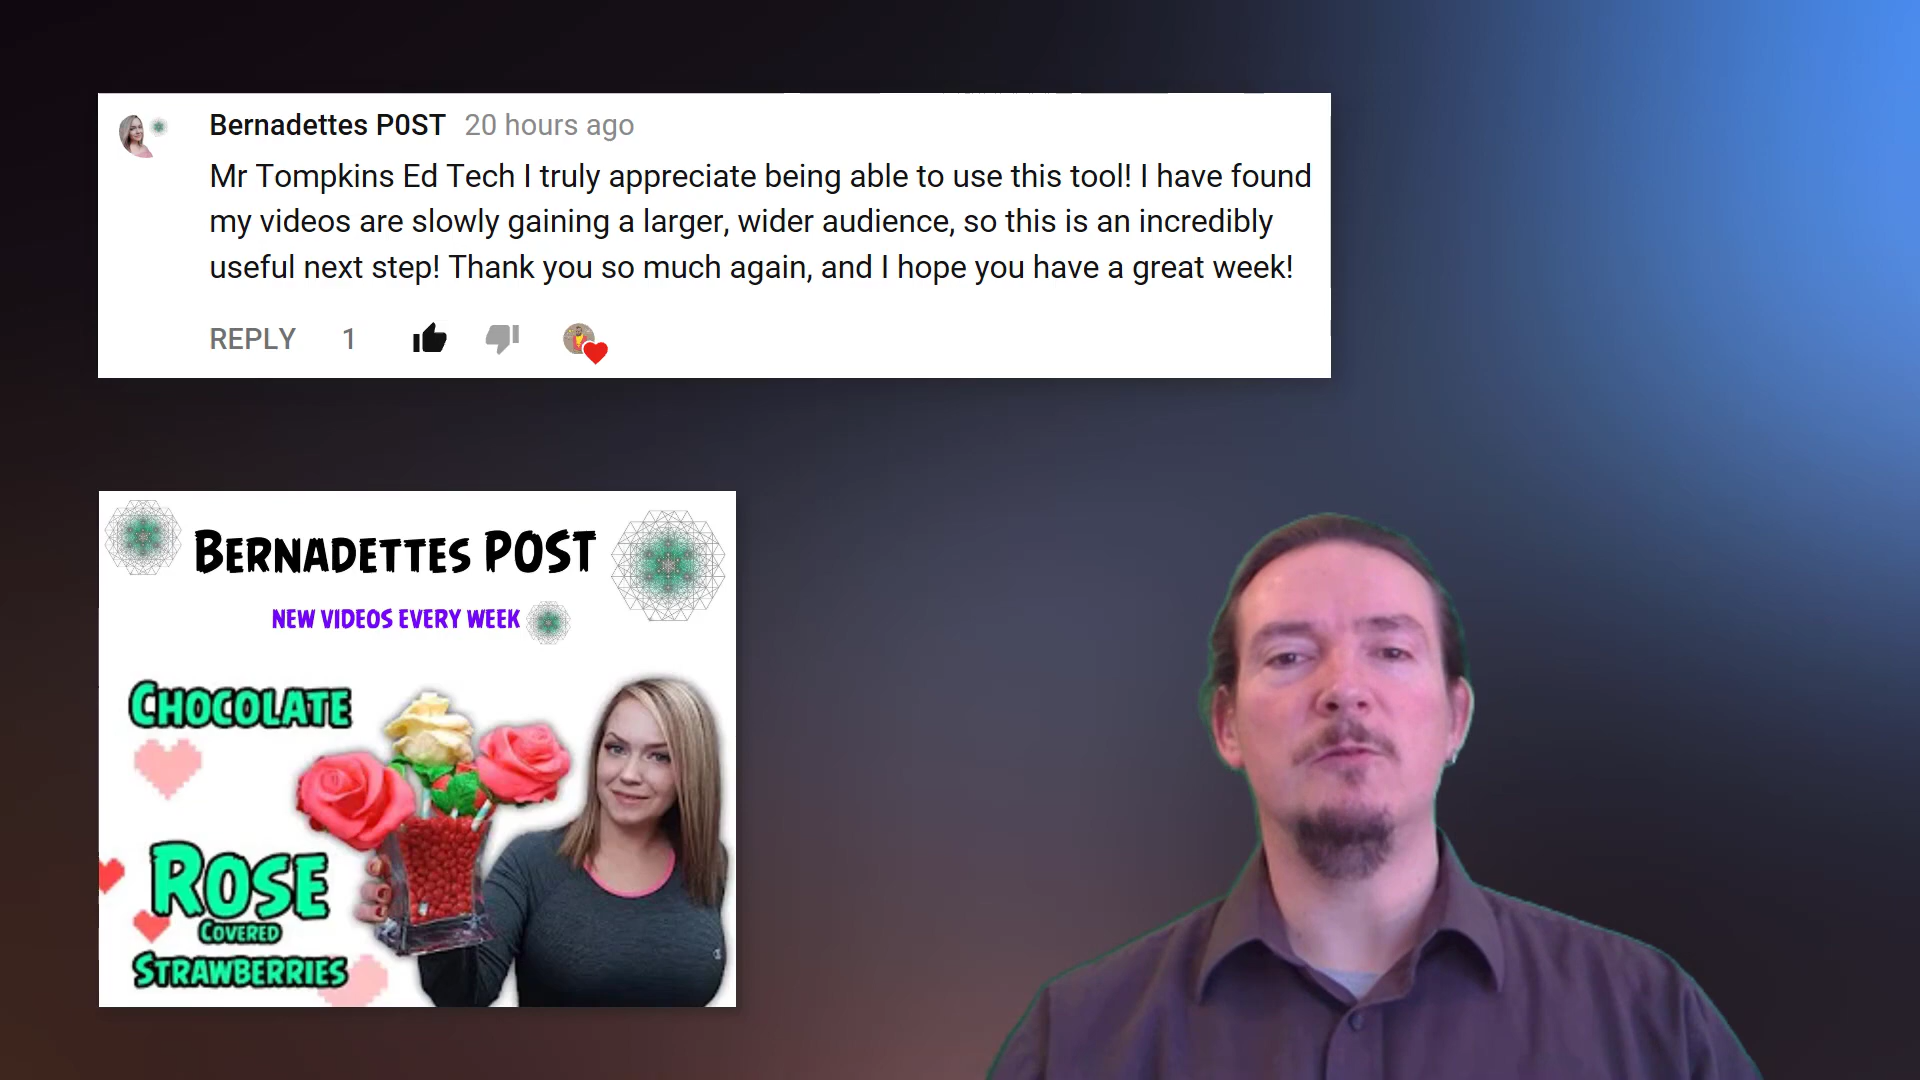 Bernadettes P0ST 20 hours ago
Mr Tompkins Ed Tech I truly appreciate being able to use this tool! I have found
my videos are slowly gaining a larger, wider audience, so this is an incredibly
useful next step! Thank you so much again, and I hope you have a great week!
REPLY 1
BERNADETTES POST
NEW VIDEOS EVERY WEEK
CHOCOLATE
ROSE
COVERED
STRAWBERRIES